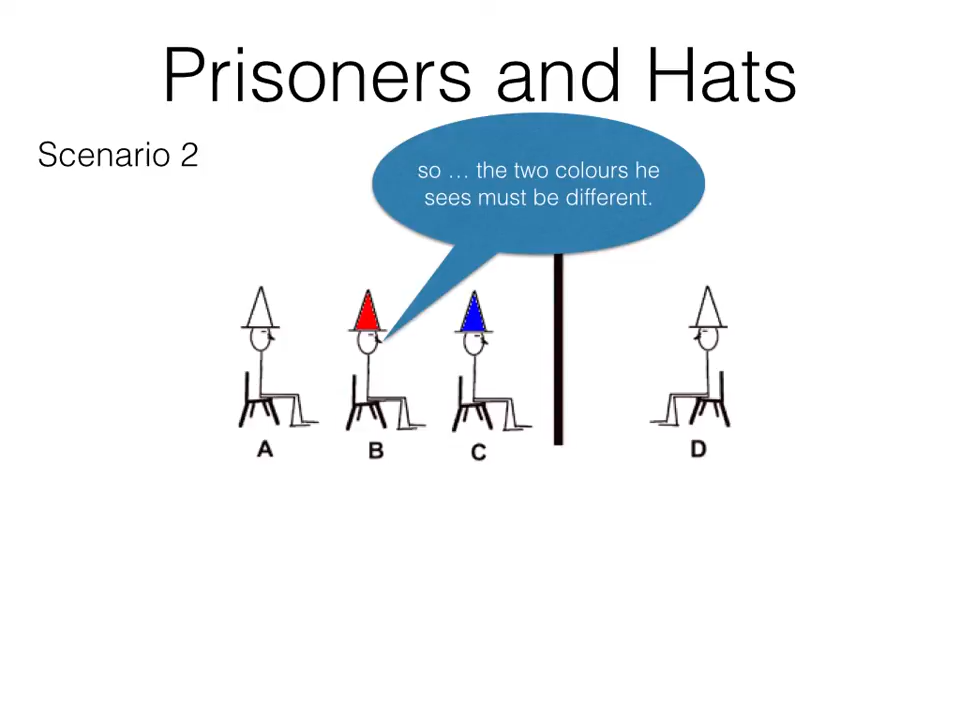 Prisoners and Hats
Scenario 2
so … the two colours he
sees must be different.
A B C D